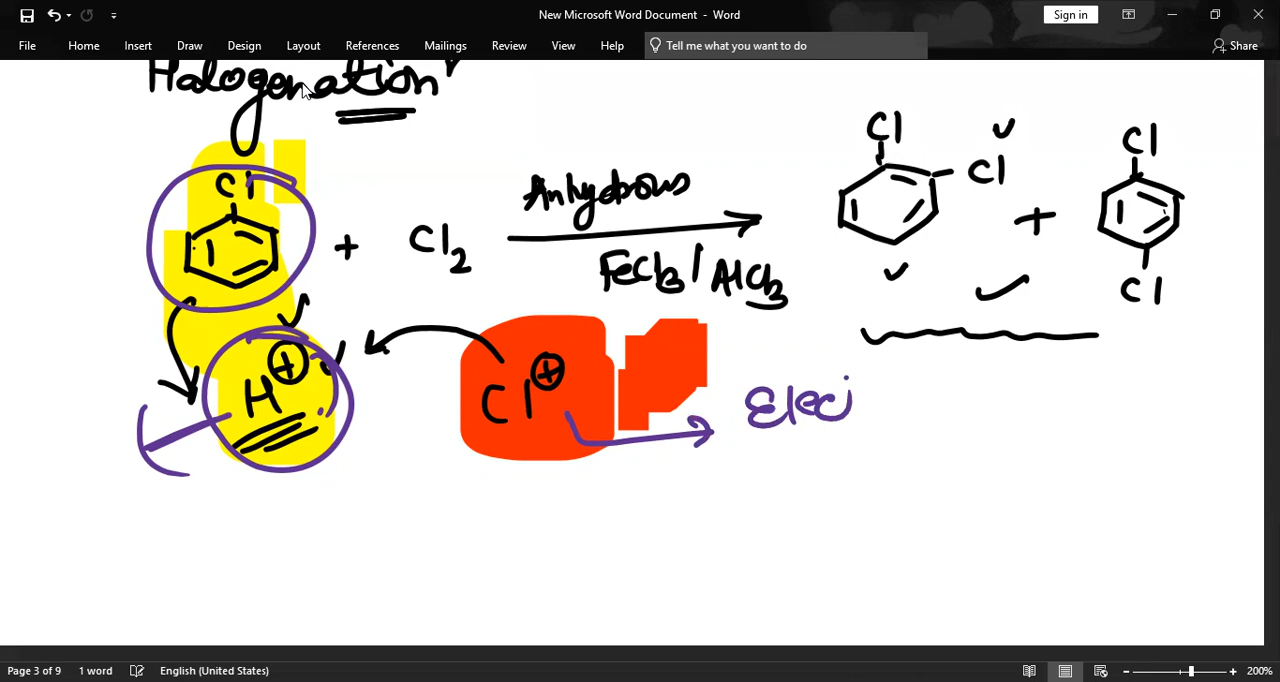 New Microsoft Word Document - Word
Sign in
File Home Insert Draw Design Layout References Mailings Review View Help Tell me what you want to do Share
Halogenation
Cl
+ Cl2
Anhydrous
FeCl3 / AlCl3
Cl
Cl
+
Cl
Cl
H+
Cl+
Elec
Page 3 of 9 1 word English (United States) 200%